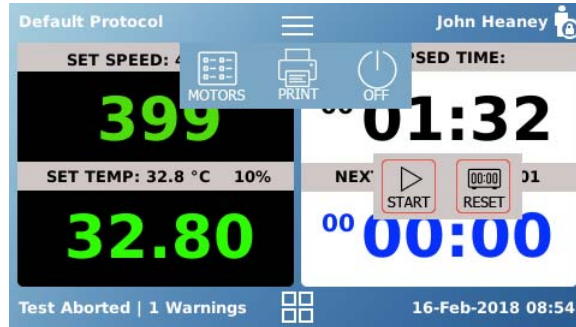 Default Protocol
John Heaney
SET SPEED: 4
PSED TIME:
MOTORS
PRINT
OFF
399
00 01:32
SET TEMP: 32.8 °C 10%
NEX
01
START
00:00
RESET
32.80
00 00:00
Test Aborted | 1 Warnings
16-Feb-2018 08:54